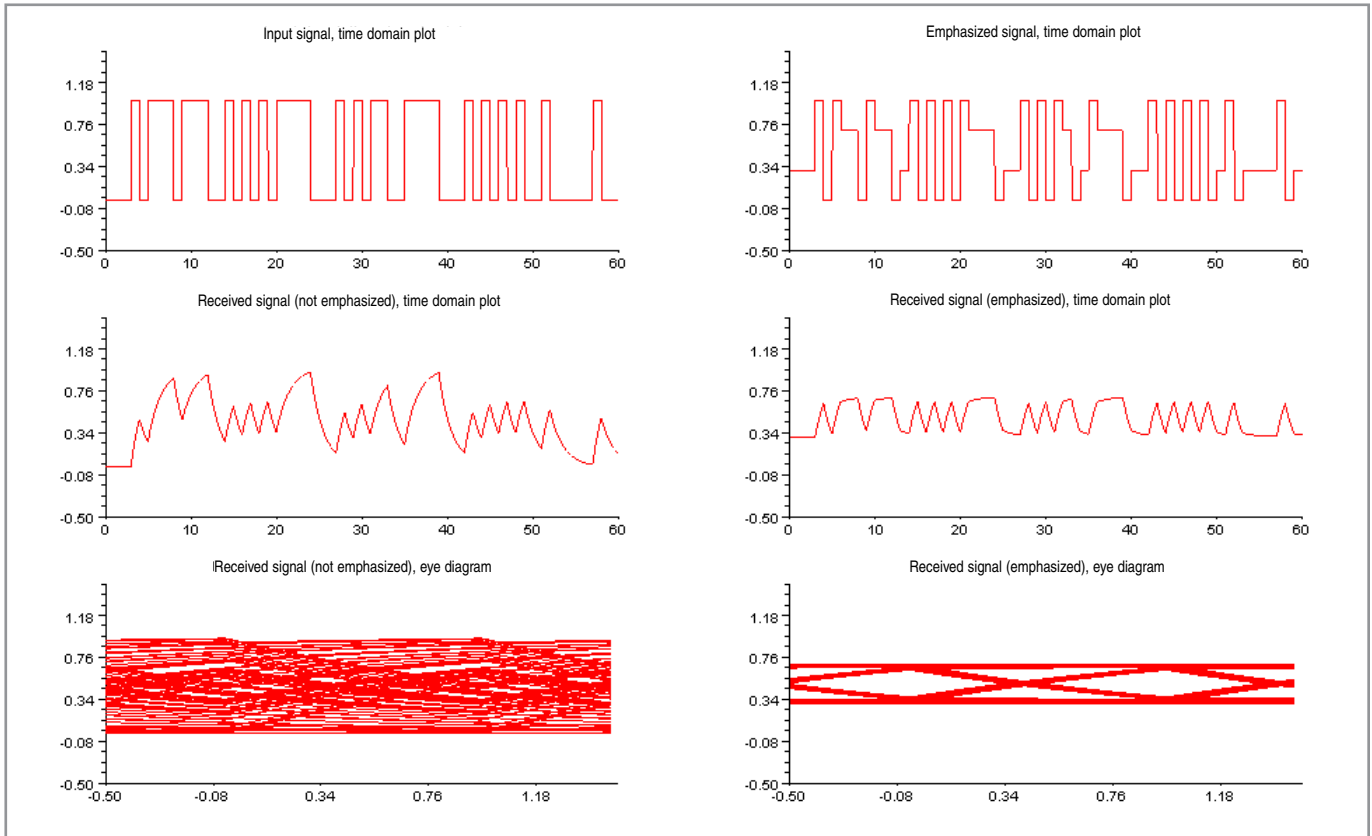 Input signal, time domain plot
1.18
0.76
0.34
-0.08
-0.50
0 10 20 30 40 50 60
Emphasized signal, time domain plot
1.18
0.76
0.34
-0.08
-0.50
0 10 20 30 40 50 60
Received signal (not emphasized), time domain plot
1.18
0.76
0.34
-0.08
-0.50
0 10 20 30 40 50 60
Received signal (emphasized), time domain plot
1.18
0.76
0.34
-0.08
-0.50
0 10 20 30 40 50 60
Received signal (not emphasized), eye diagram
1.18
0.76
0.34
-0.08
-0.50
-0.50 -0.08 0.34 0.76 1.18
Received signal (emphasized), eye diagram
1.18
0.76
0.34
-0.08
-0.50
-0.50 -0.08 0.34 0.76 1.18